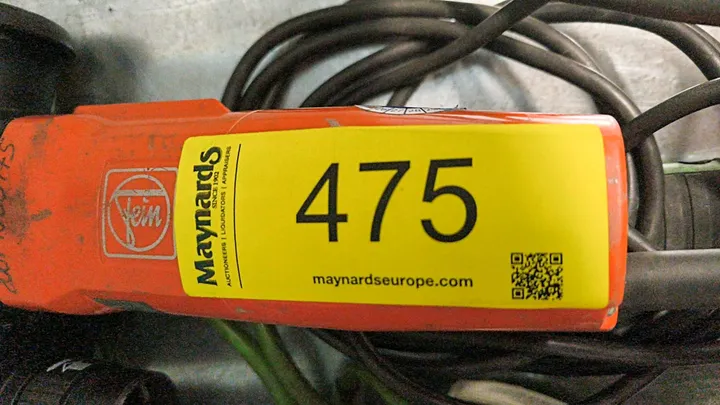 fein
Maynards
SINCE 1902
AUCTIONEERS | LIQUIDATORS | APPRAISERS
475
maynardseurope.com